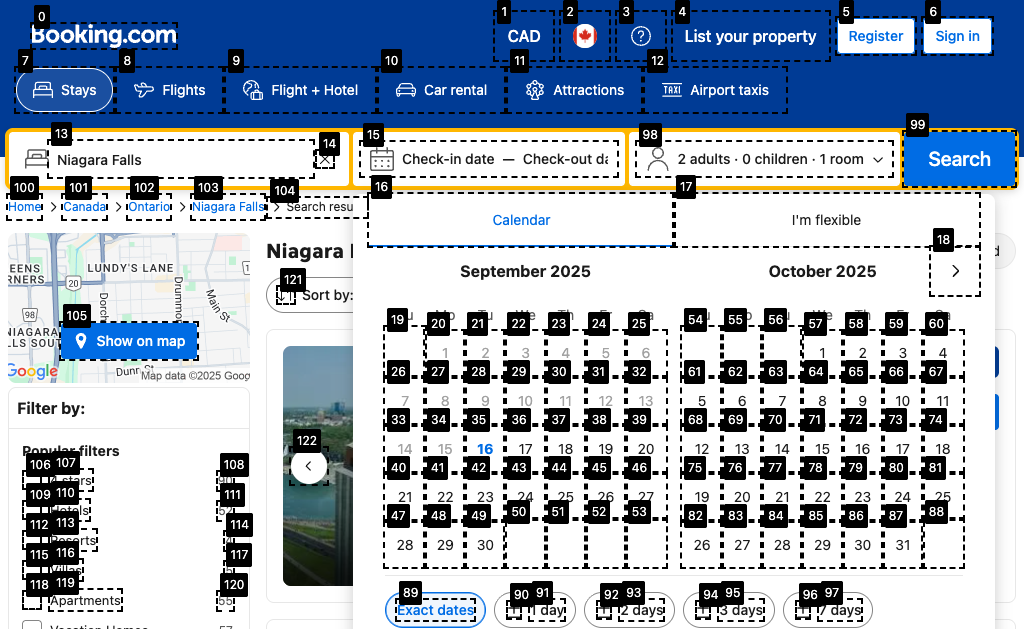 0
Booking.com
1 2 3 4 5 6
CAD
List your property
Register
Sign in
7 8 9 10 11 12
Stays
Flights
Flight + Hotel
Car rental
Attractions
Airport taxis
13 14 15 98 99
Niagara Falls
Check-in date — Check-out da
2 adults · 0 children · 1 room
Search
100 101 102 103 104 16 17
Home > Canada > Ontario > Niagara Falls > Search resu
Calendar
I'm flexible
18
LUNDY'S LANE
20
98
Drummo
Main St
Dorch
NIAGARA
105
Show on map
Google
Map data ©2025 Goog
Niagara
121
Sort by:
122
September 2025
October 2025
19 20 21 22 23 24 25 54 55 56 57 58 59 60
1 2 3 4 5 6 1 2 3 4
26 27 28 29 30 31 32 61 62 63 64 65 66 67
7 8 9 10 11 12 13 5 6 7 8 9 10 11
33 34 35 36 37 38 39 68 69 70 71 72 73 74
14 15 16 17 18 19 20 12 13 14 15 16 17 18
40 41 42 43 44 45 46 75 76 77 78 79 80 81
21 22 23 24 25 26 27 19 20 21 22 23 24 25
47 48 49 50 51 52 53 82 83 84 85 86 87 88
28 29 30 26 27 28 29 30 31
89 90 91 92 93 94 95 96 97
Exact dates
1 day
2 days
3 days
7 days
Filter by:
Popular filters
106 107 108
109 110 111
Hotels
112 113 114
Resorts
115 116 117
Villas
118 119 120
Apartments
55
Vacation Homes
57